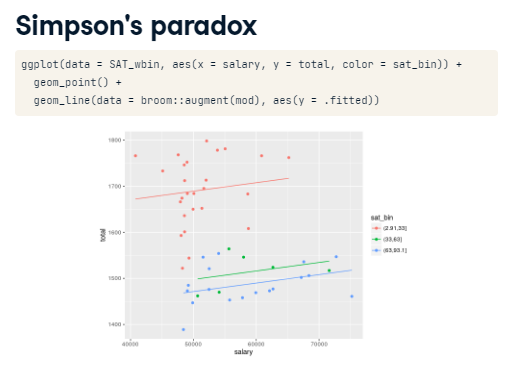 Simpson's paradox
ggplot(data = SAT_wbin, aes(x = salary, y = total, color = sat_bin)) +
geom_point() +
geom_line(data = broom::augment(mod), aes(y = .fitted))
1800
1700
1600
1500
1400
total
40000 50000 60000 70000
salary
sat_bin
(2.91,33]
(33,63]
(63,93.1]